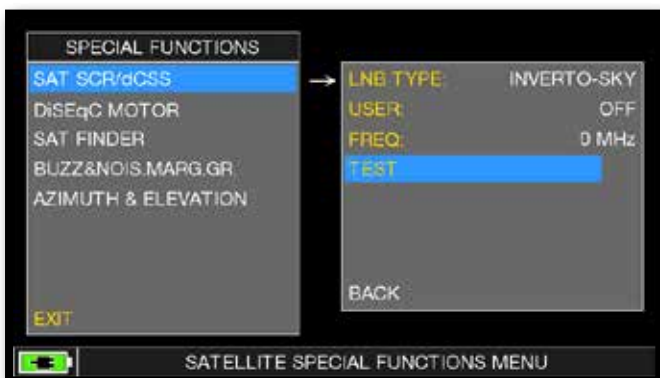 SPECIAL FUNCTIONS
SAT SCR/dCSS
DiSEqC MOTOR
SAT FINDER
BUZZ&NOIS.MARG.GR
AZIMUTH & ELEVATION
EXIT
→ LNB TYPE: INVERTO-SKY
USER: OFF
FREQ: 0 MHz
TEST
BACK
SATELLITE SPECIAL FUNCTIONS MENU